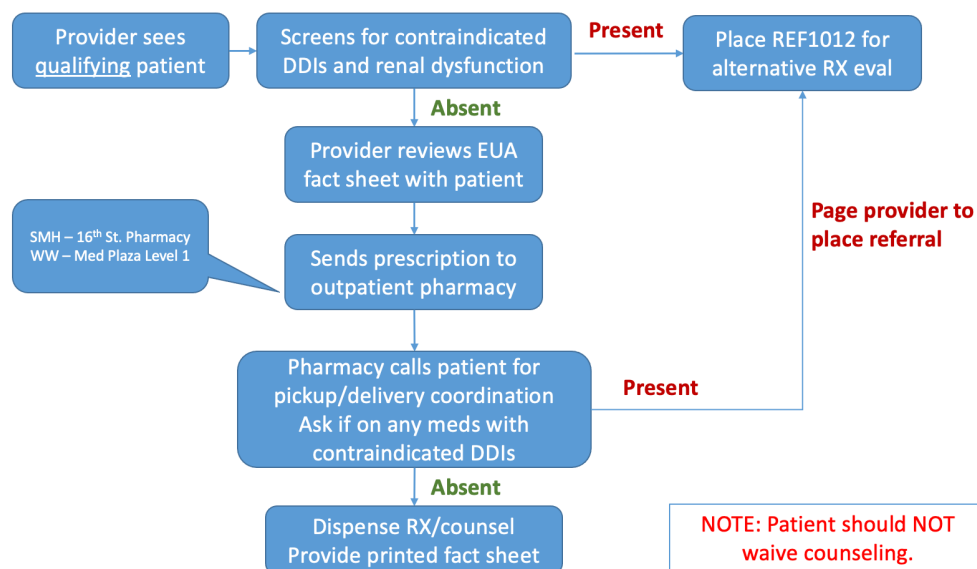 Provider sees
qualifying patient
Screens for contraindicated
DDIs and renal dysfunction
Present
Place REF1012 for
alternative RX eval
Absent
Provider reviews EUA
fact sheet with patient
SMH – 16th St. Pharmacy
WW – Med Plaza Level 1
Sends prescription to
outpatient pharmacy
Page provider to
place referral
Pharmacy calls patient for
pickup/delivery coordination
Ask if on any meds with
contraindicated DDIs
Present
Absent
Dispense RX/counsel
Provide printed fact sheet
NOTE: Patient should NOT
waive counseling.